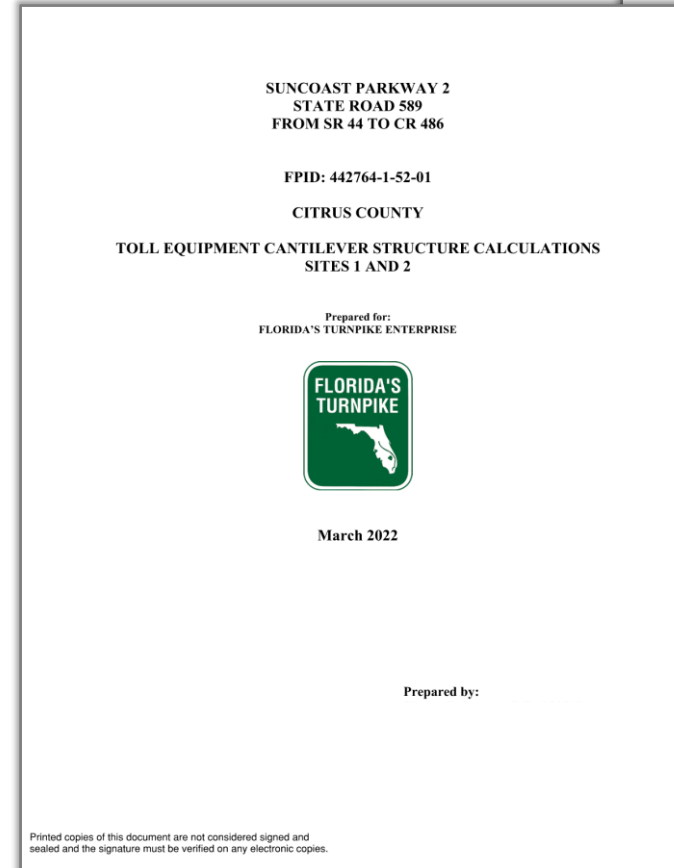 SUNCOAST PARKWAY 2
STATE ROAD 589
FROM SR 44 TO CR 486
FPID: 442764-1-52-01
CITRUS COUNTY
TOLL EQUIPMENT CANTILEVER STRUCTURE CALCULATIONS
SITES 1 AND 2
Prepared for:
FLORIDA'S TURNPIKE ENTERPRISE
FLORIDA'S
TURNPIKE
March 2022
Prepared by:
Printed copies of this document are not considered signed and
sealed and the signature must be verified on any electronic copies.